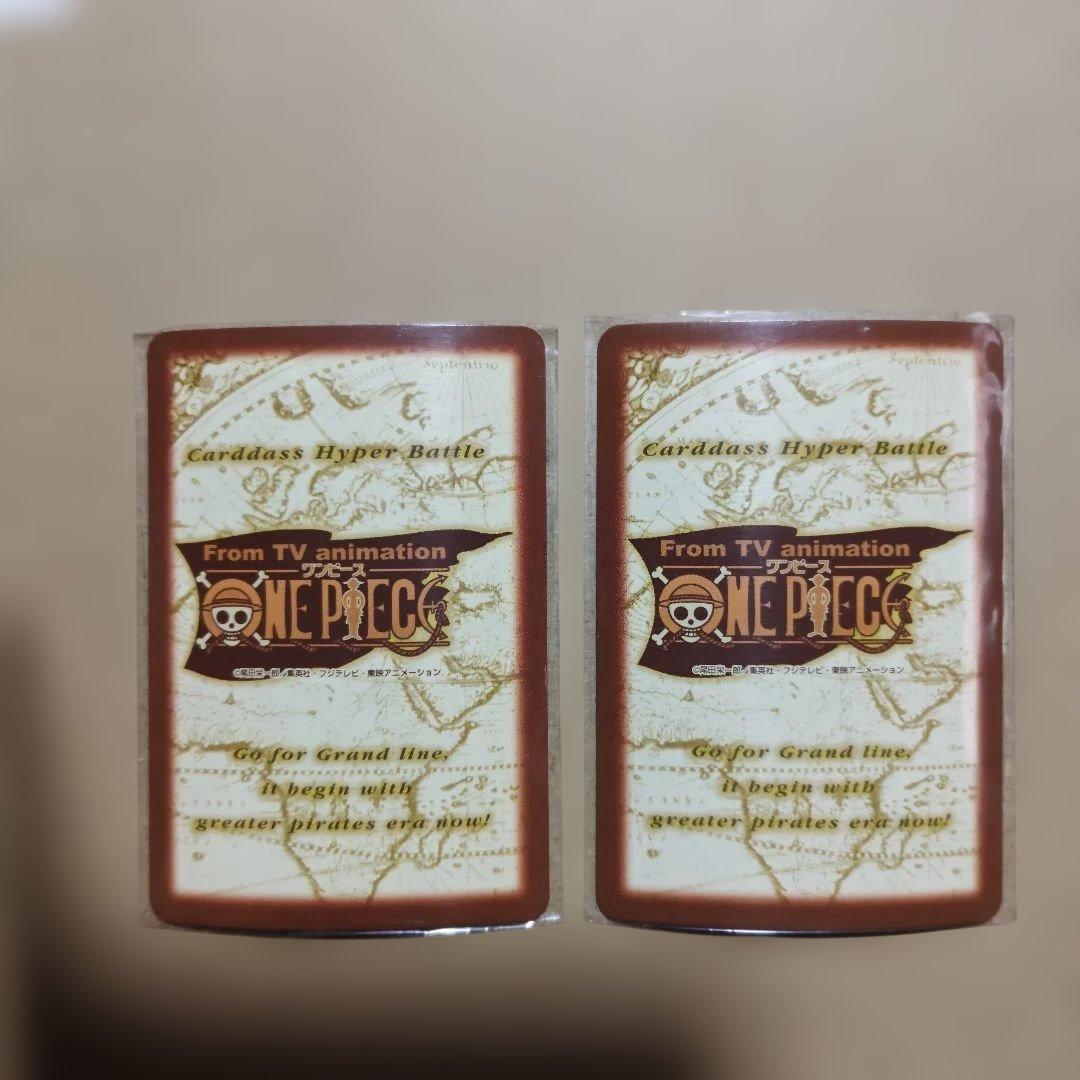 Septentrio
Carddass Hyper Battle
From TV animation
ワンピース
ONE PIECE
©尾田栄一郎/集英社・フジテレビ・東映アニメーション
Go for Grand line,
it begin with
greater pirates era now!
Septentrio
Carddass Hyper Battle
From TV animation
ワンピース
ONE PIECE
©尾田栄一郎/集英社・フジテレビ・東映アニメーション
Go for Grand line,
it begin with
greater pirates era now!